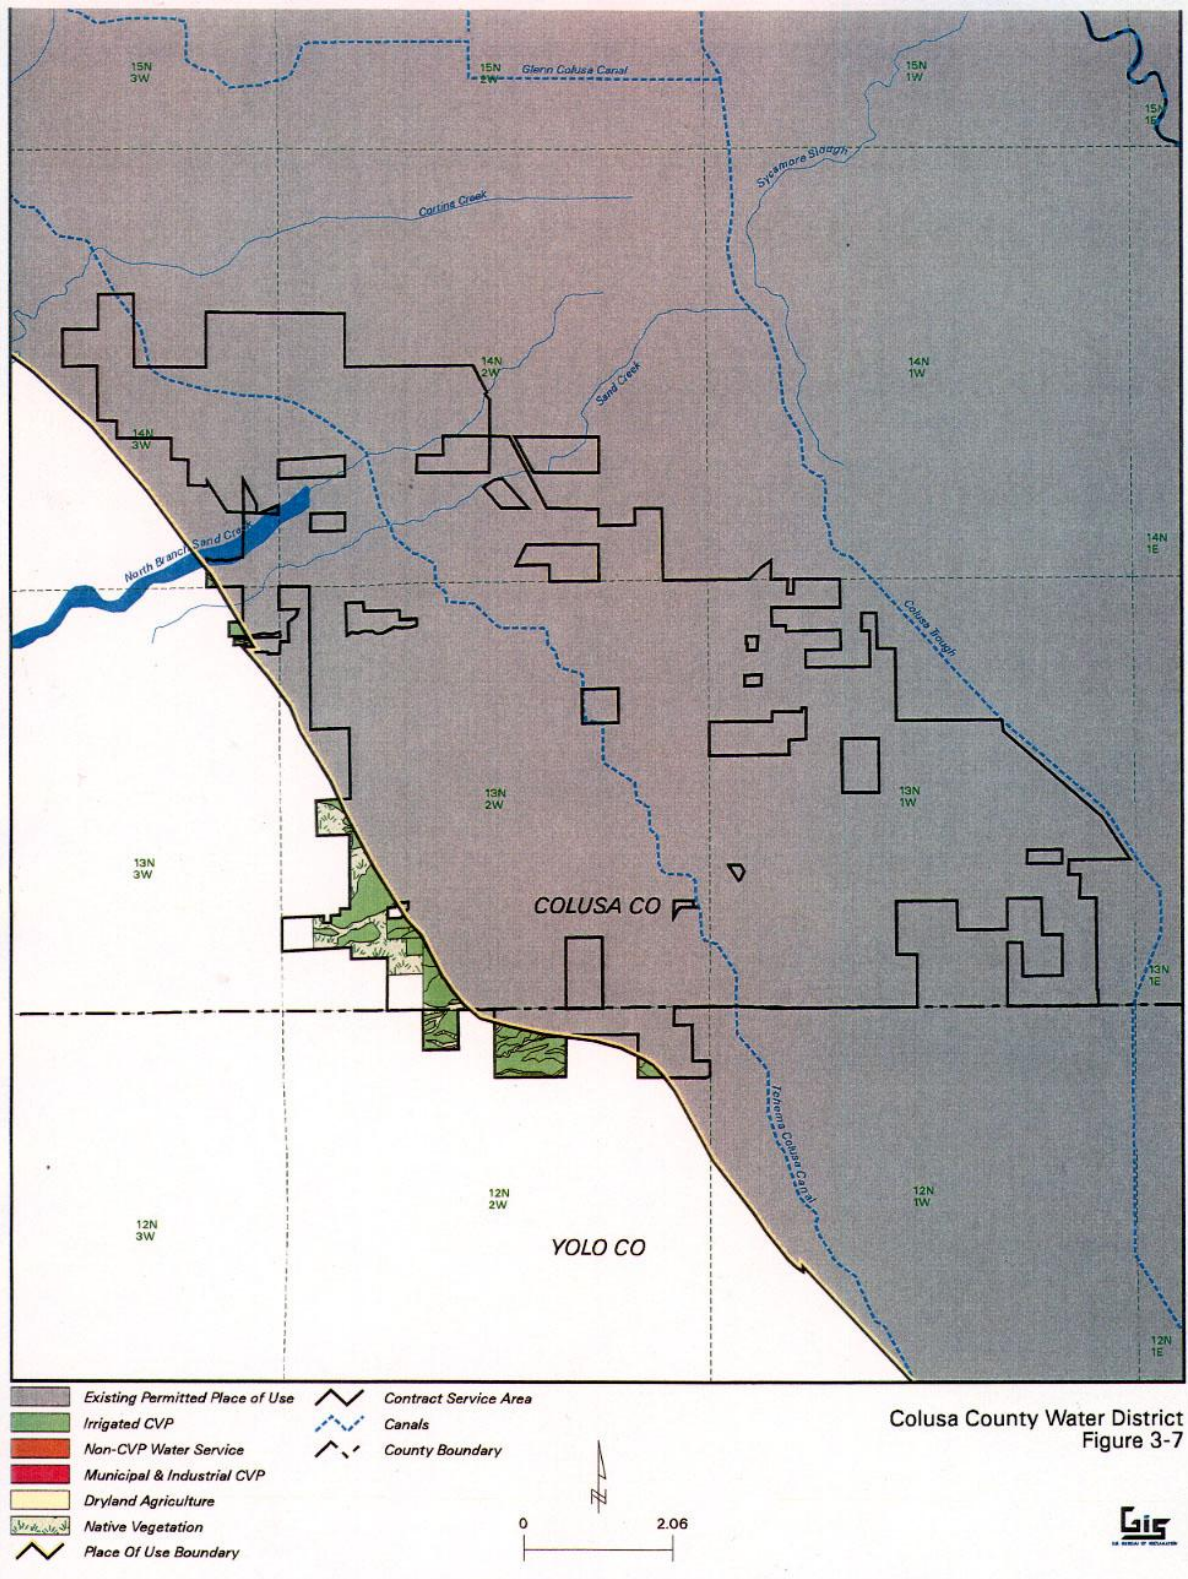 15N
3W
15N
2W
Glenn Colusa Canal
15N
1W
15N
1E
Sycamore Slough
Cortina Creek
14N
2W
Sand Creek
14N
1W
14N
3W
North Branch Sand Creek
14N
1E
Colusa Trough
13N
2W
13N
1W
13N
3W
COLUSA CO
13N
1E
Tehema Colusa Canal
12N
2W
12N
1W
12N
3W
YOLO CO
12N
1E
Existing Permitted Place of Use
Irrigated CVP
Non-CVP Water Service
Municipal & Industrial CVP
Dryland Agriculture
Native Vegetation
Place Of Use Boundary
Contract Service Area
Canals
County Boundary
N
0 2.06
Colusa County Water District
Figure 3-7
Gis